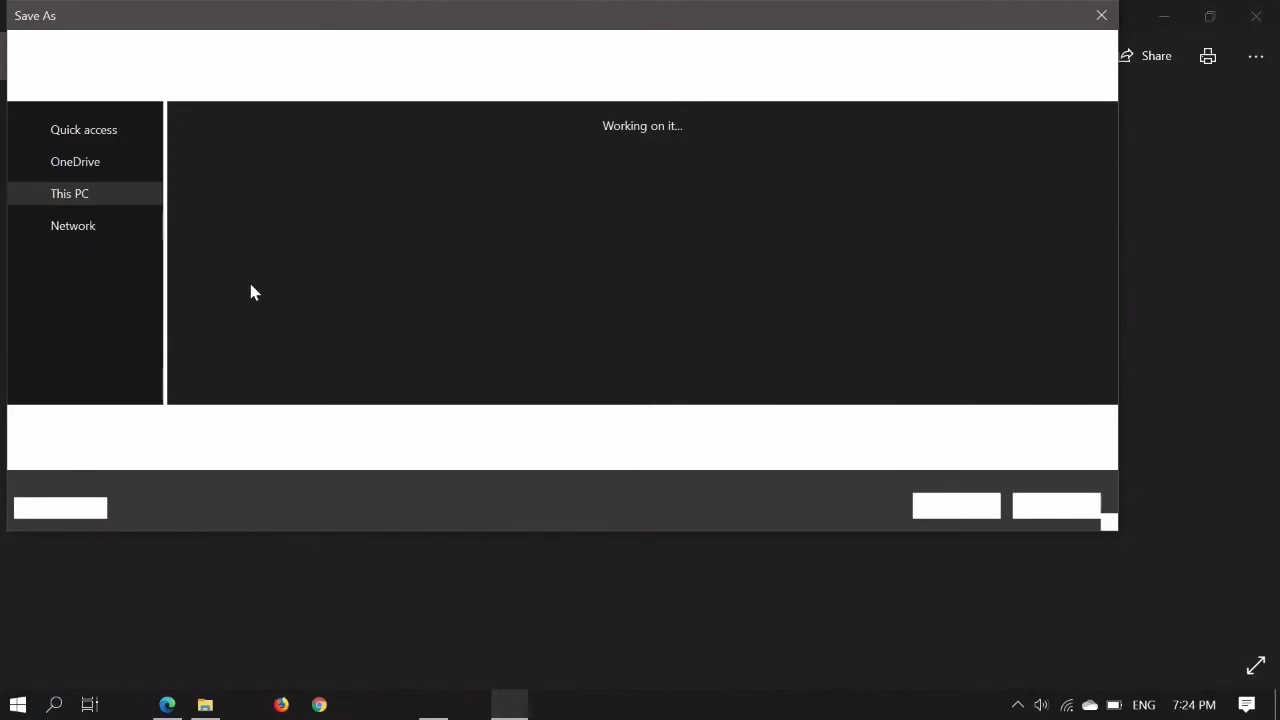 Save As
Share
Quick access
Working on it...
OneDrive
This PC
Network
ENG
7:24 PM